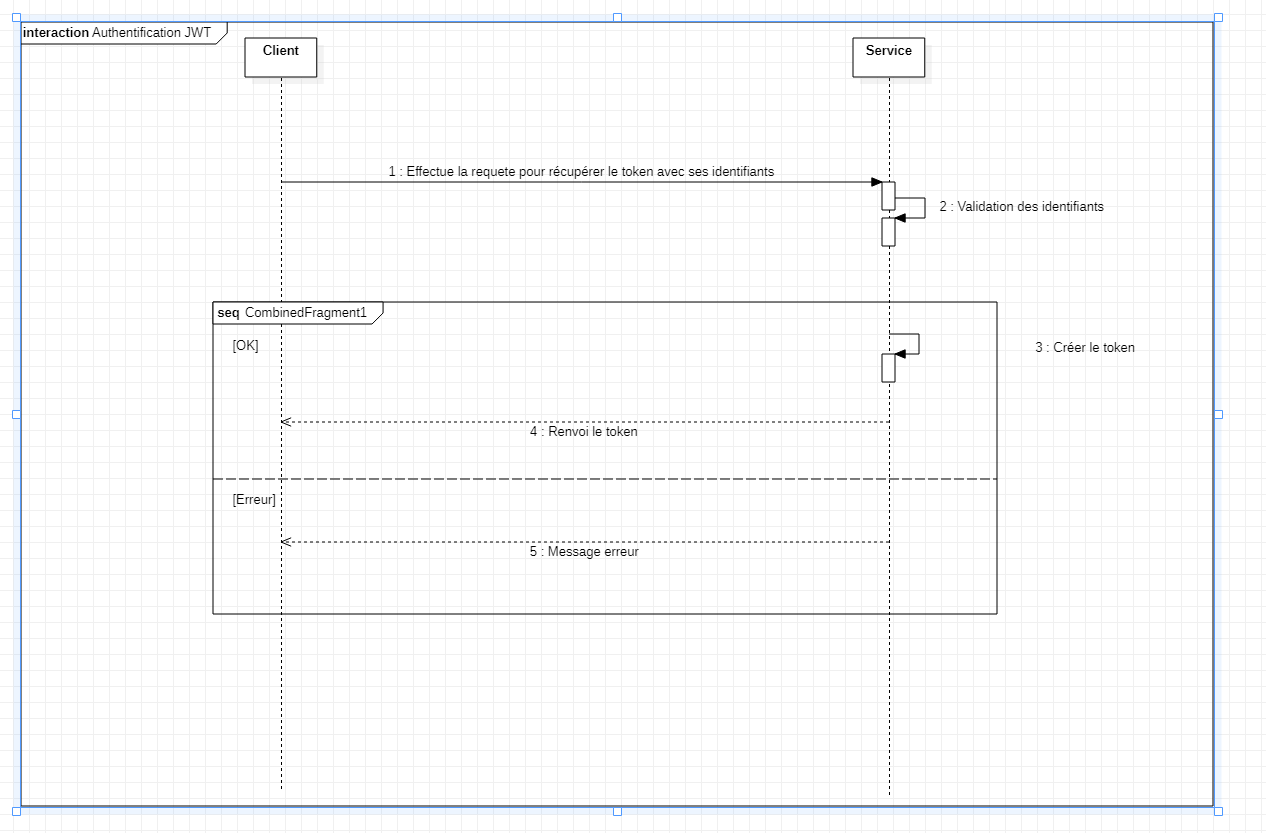 interaction Authentification JWT
Client
Service
1 : Effectue la requete pour récupérer le token avec ses identifiants
2 : Validation des identifiants
seq CombinedFragment1
[OK]
3 : Créer le token
4 : Renvoi le token
[Erreur]
5 : Message erreur